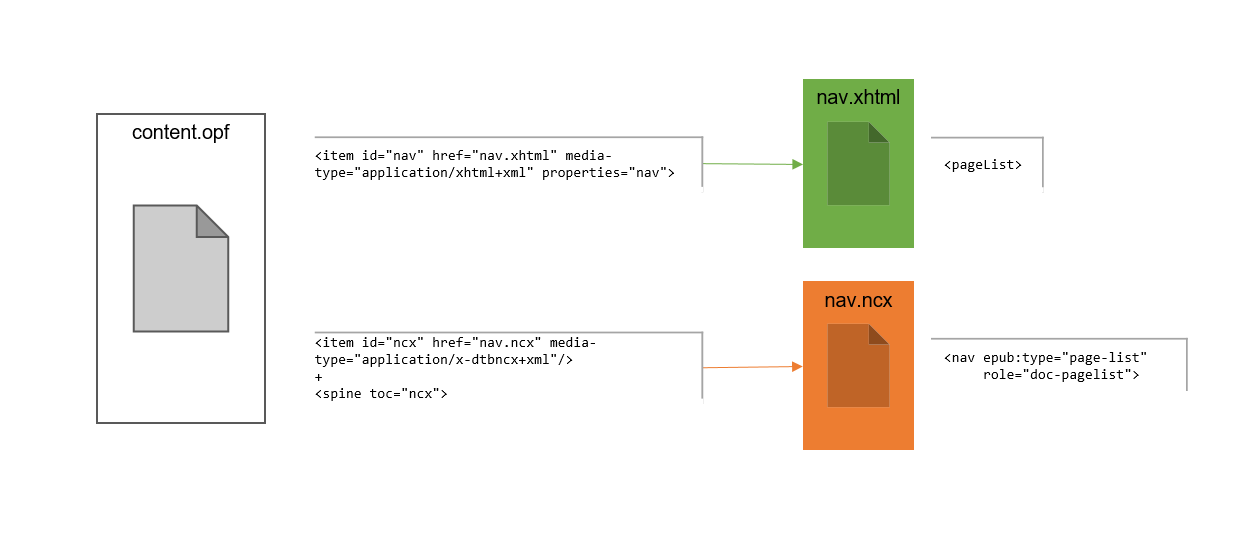 content.opf
<item id="nav" href="nav.xhtml" media-
type="application/xhtml+xml" properties="nav">
nav.xhtml
<pageList>
<item id="ncx" href="nav.ncx" media-
type="application/x-dtbncx+xml"/>
+
<spine toc="ncx">
nav.ncx
<nav epub:type="page-list"
role="doc-pagelist">